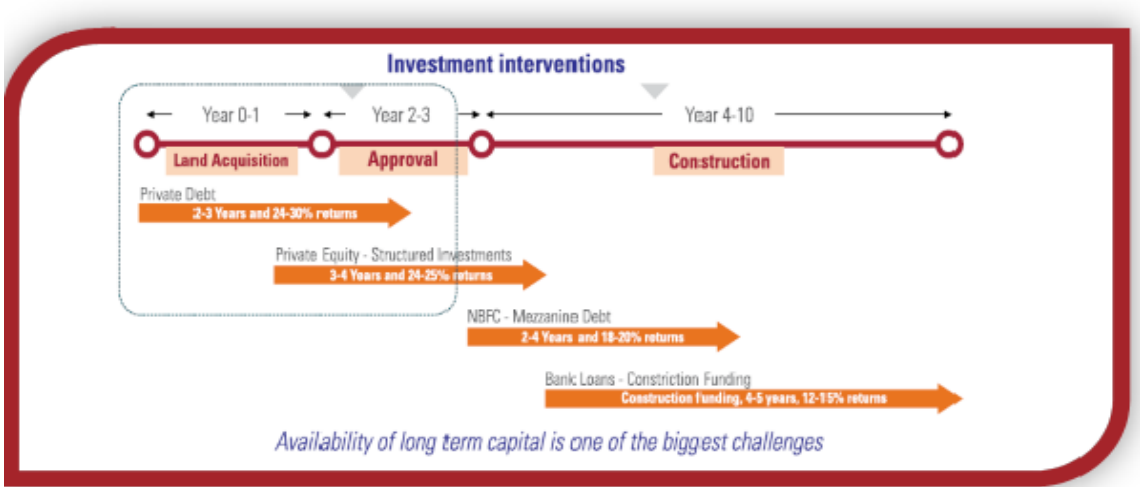 Investment interventions
Year 0-1
Year 2-3
Year 4-10
Land Acquisition
Approval
Construction
Private Debt
2-3 Years and 24-30% returns
Private Equity - Structured Investments
3-4 Years and 24-25% returns
NBFC - Mezzanine Debt
2-4 Years and 18-20% returns
Bank Loans - Constriction Funding
Construction funding, 4-5 years, 12-15% returns
Availability of long term capital is one of the biggest challenges